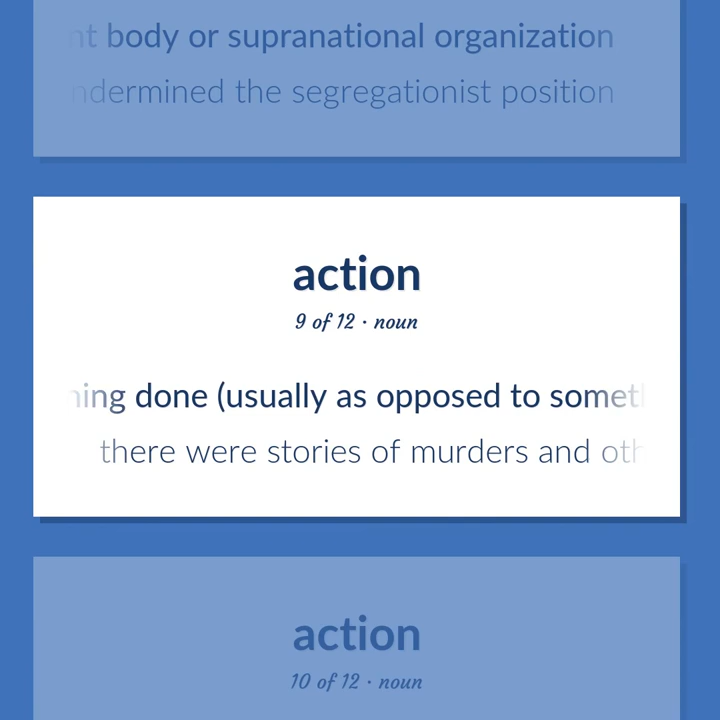 body or supranational organization
the segregationist position
action
9 of 12 · noun
done (usually as opposed to
there were stories of murders and
action
10 of 12 · noun